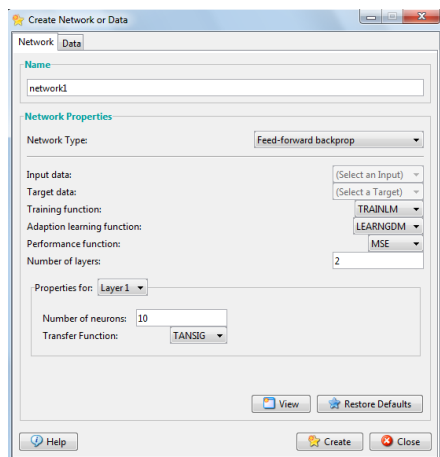 Create Network or Data
Network Data
Name
network1
Network Properties
Network Type: Feed-forward backprop
Input data: (Select an Input)
Target data: (Select a Target)
Training function: TRAINLM
Adaption learning function: LEARNGDM
Performance function: MSE
Number of layers: 2
Properties for: Layer 1
Number of neurons: 10
Transfer Function: TANSIG
View Restore Defaults
Help Create Close